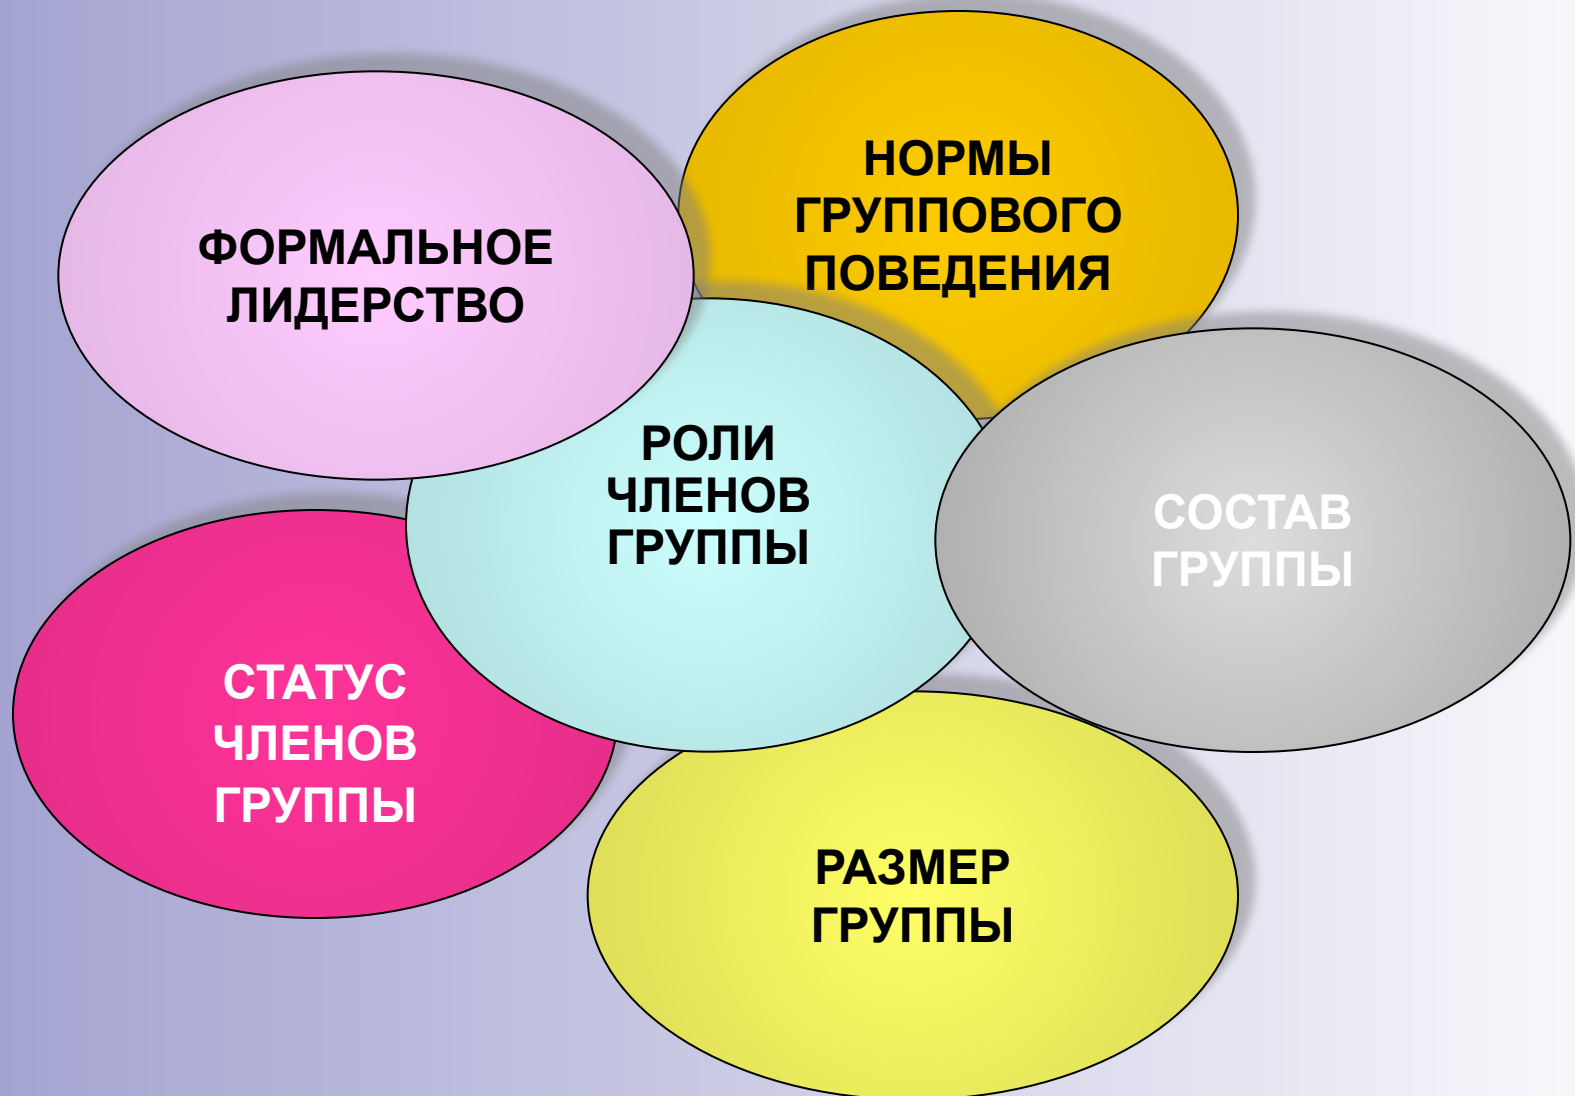 ФОРМАЛЬНОЕ
ЛИДЕРСТВО
НОРМЫ
ГРУППОВОГО
ПОВЕДЕНИЯ
РОЛИ
ЧЛЕНОВ
ГРУППЫ
СОСТАВ
ГРУППЫ
СТАТУС
ЧЛЕНОВ
ГРУППЫ
РАЗМЕР
ГРУППЫ